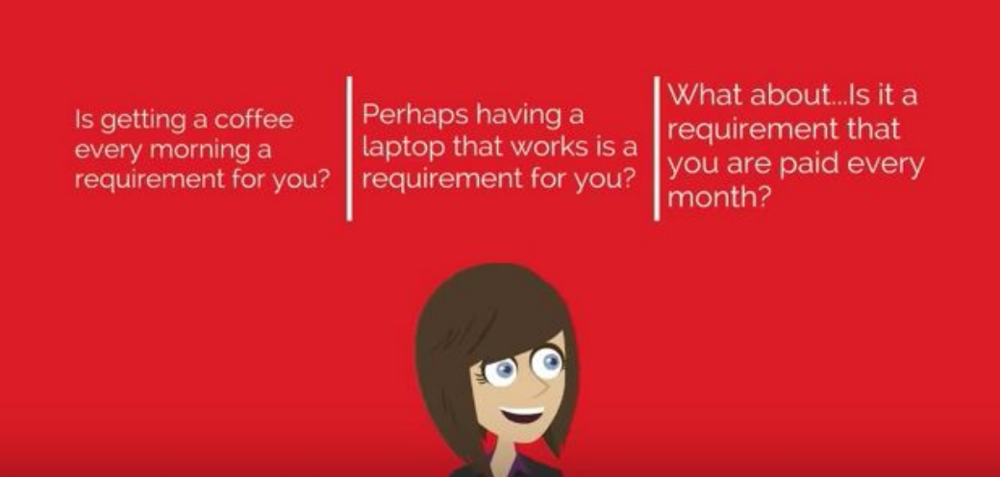 Is getting a coffee
every morning a
requirement for you?
Perhaps having a
laptop that works is a
requirement for you?
What about...Is it a
requirement that
you are paid every
month?